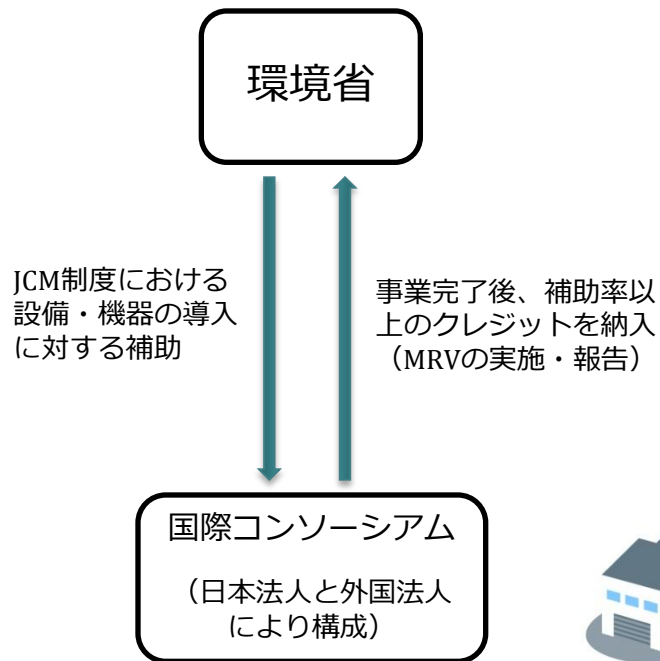 環境省
JCM制度における
設備・機器の導入
に対する補助
事業完了後、補助率以
上のクレジットを納入
（MRVの実施・報告）
国際コンソーシアム
（日本法人と外国法人
により構成）